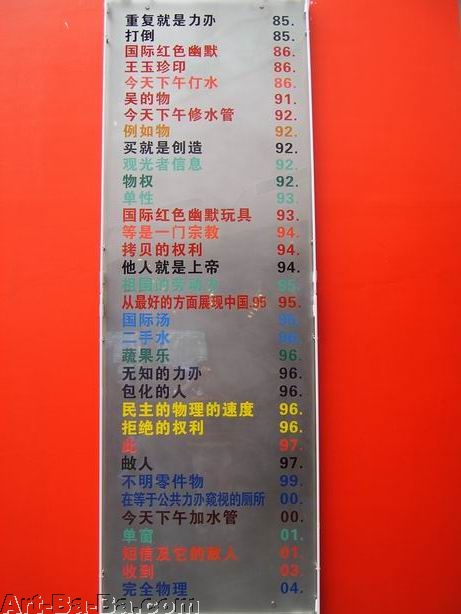 重复就是力办 85.
打倒 85.
国际红色幽默 86.
王玉珍印 86.
今天下午仃水 86.
吴的物 91.
今天下午修水管 92.
例如物 92.
买就是创造 92.
观光者信息 92.
物权 92.
单性 93.
国际红色幽默玩具 93.
等是一门宗教 94.
拷贝的权利 94.
他人就是上帝 94.
祖国的 95.
从最好的方面展现中国.95 95.
国际汤 95.
二手水 96.
蔬果乐 96.
无知的力办 96.
包化的人 96.
民主的物理的速度 96.
拒绝的权利 96.
此 97.
敌人 97.
不明零件物 99.
在等于公共力办窥视的厕所 00.
今天下午加水管 00.
单窗 01.
短信及它的敌人 01.
收到 03.
完全物理 04.
Art-Ba-Ba.com